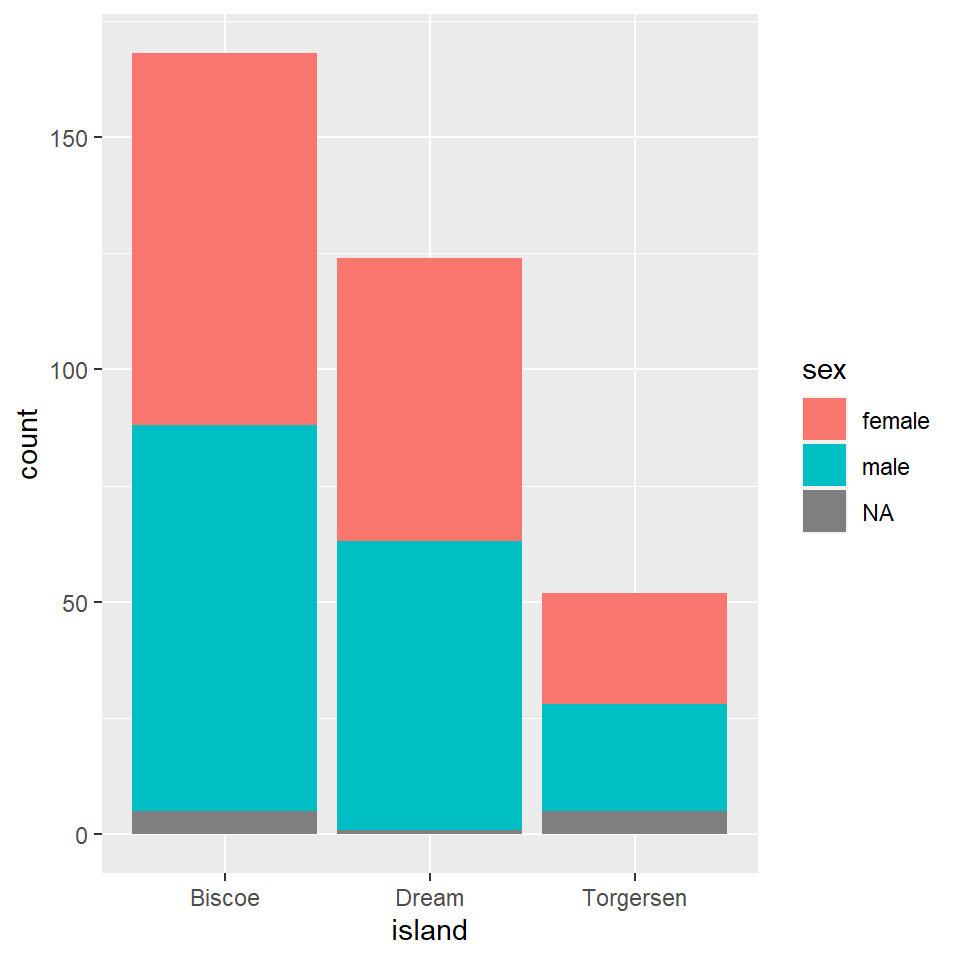 150
100
50
0
count
Biscoe
Dream
Torgersen
island
sex
female
male
NA